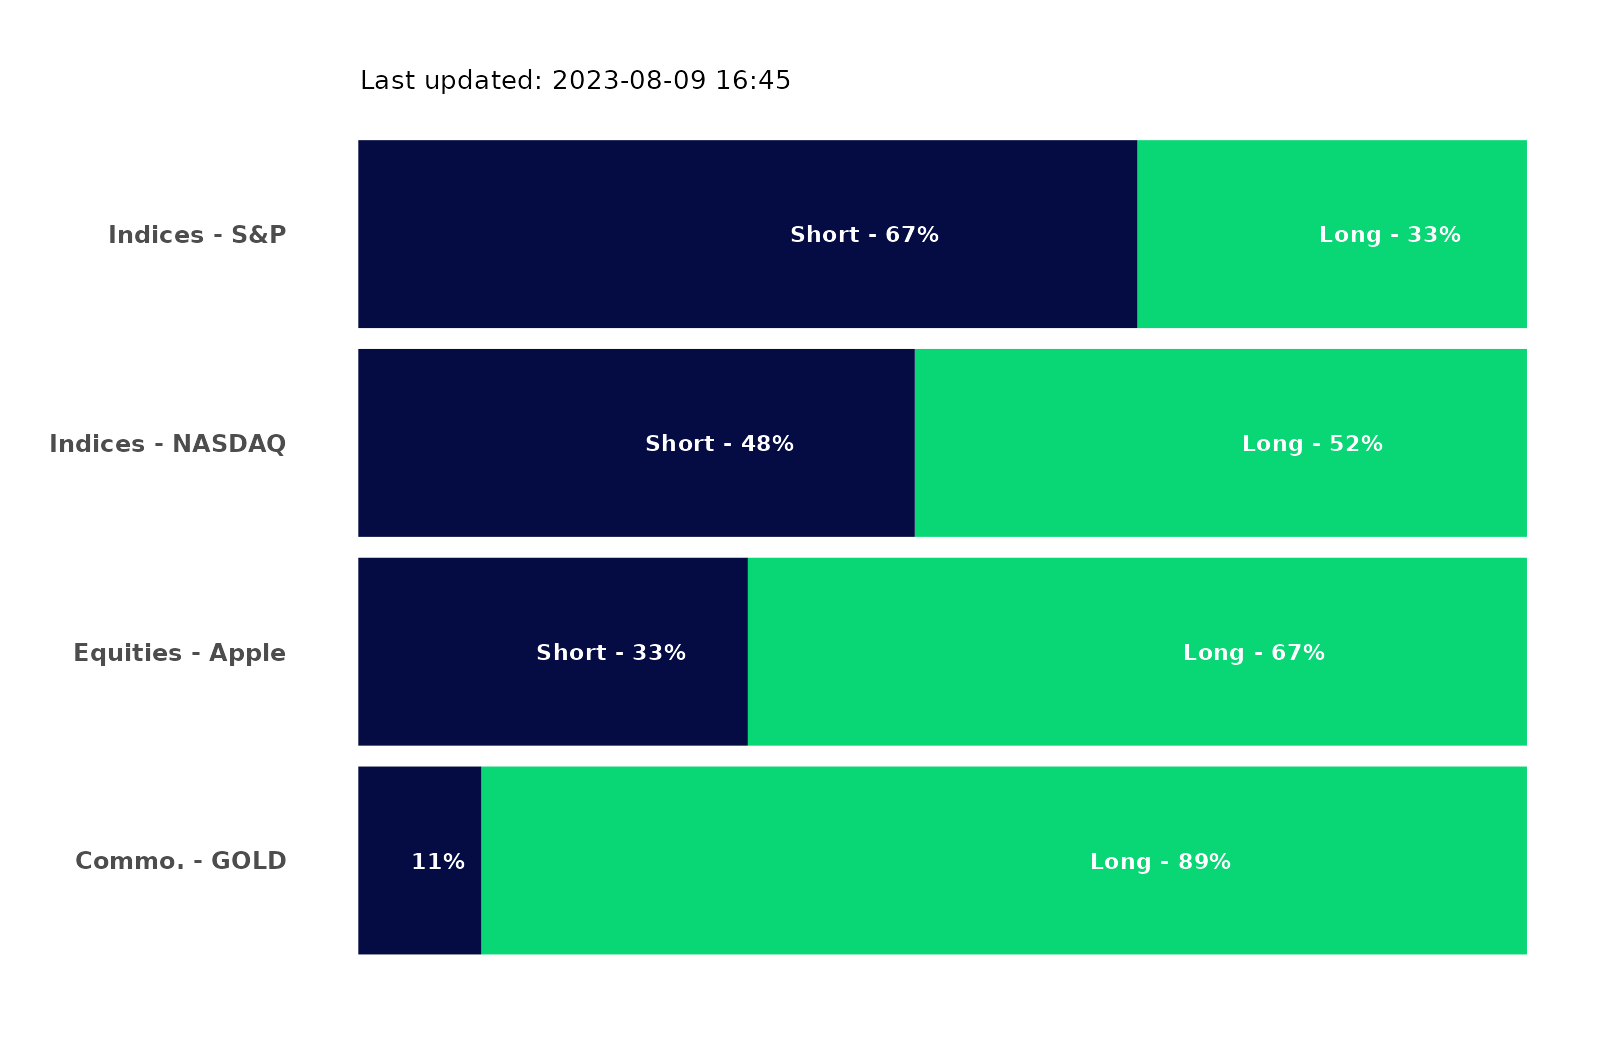 Last updated: 2023-08-09 16:45
Indices - S&P
Short - 67%
Long - 33%
Indices - NASDAQ
Short - 48%
Long - 52%
Equities - Apple
Short - 33%
Long - 67%
Commo. - GOLD
11%
Long - 89%